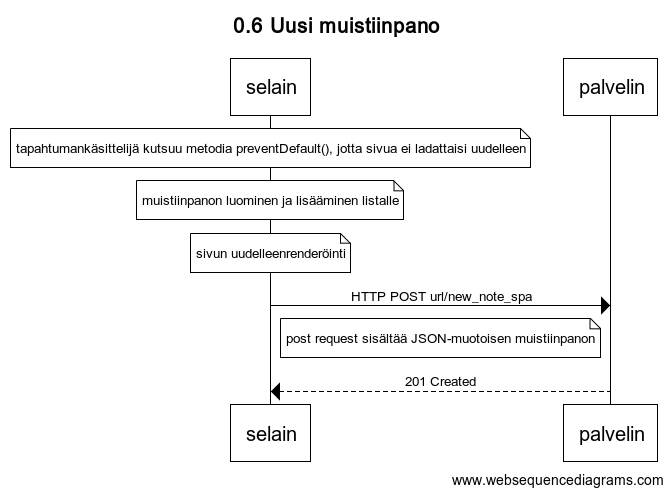 0.6 Uusi muistiinpano
selain
palvelin
tapahtumankäsittelijä kutsuu metodia preventDefault(), jotta sivua ei ladattaisi uudelleen
muistiinpanon luominen ja lisääminen listalle
sivun uudelleenrenderöinti
HTTP POST url/new_note_spa
post request sisältää JSON-muotoisen muistiinpanon
201 Created
selain
palvelin
www.websequencediagrams.com